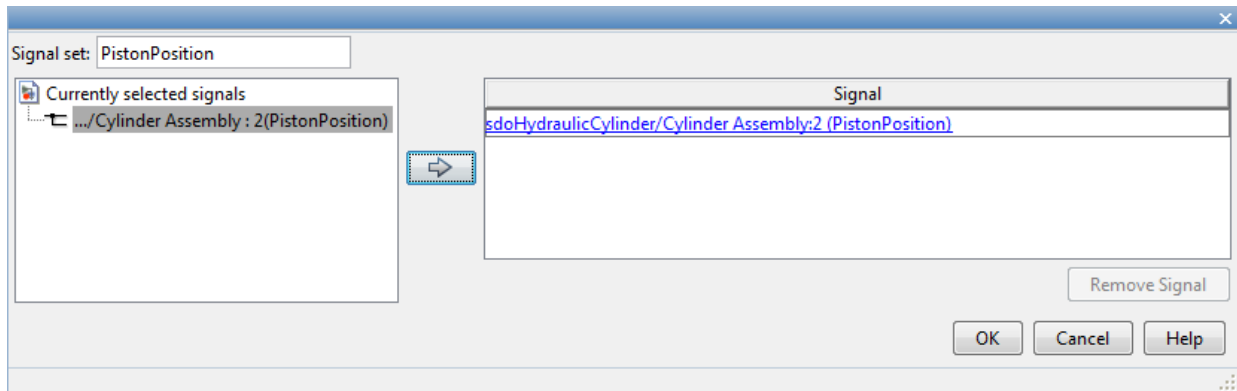 Signal set: PistonPosition
Currently selected signals
.../Cylinder Assembly : 2(PistonPosition)
Signal
sdoHydraulicCylinder/Cylinder Assembly:2 (PistonPosition)
Remove Signal
OK Cancel Help